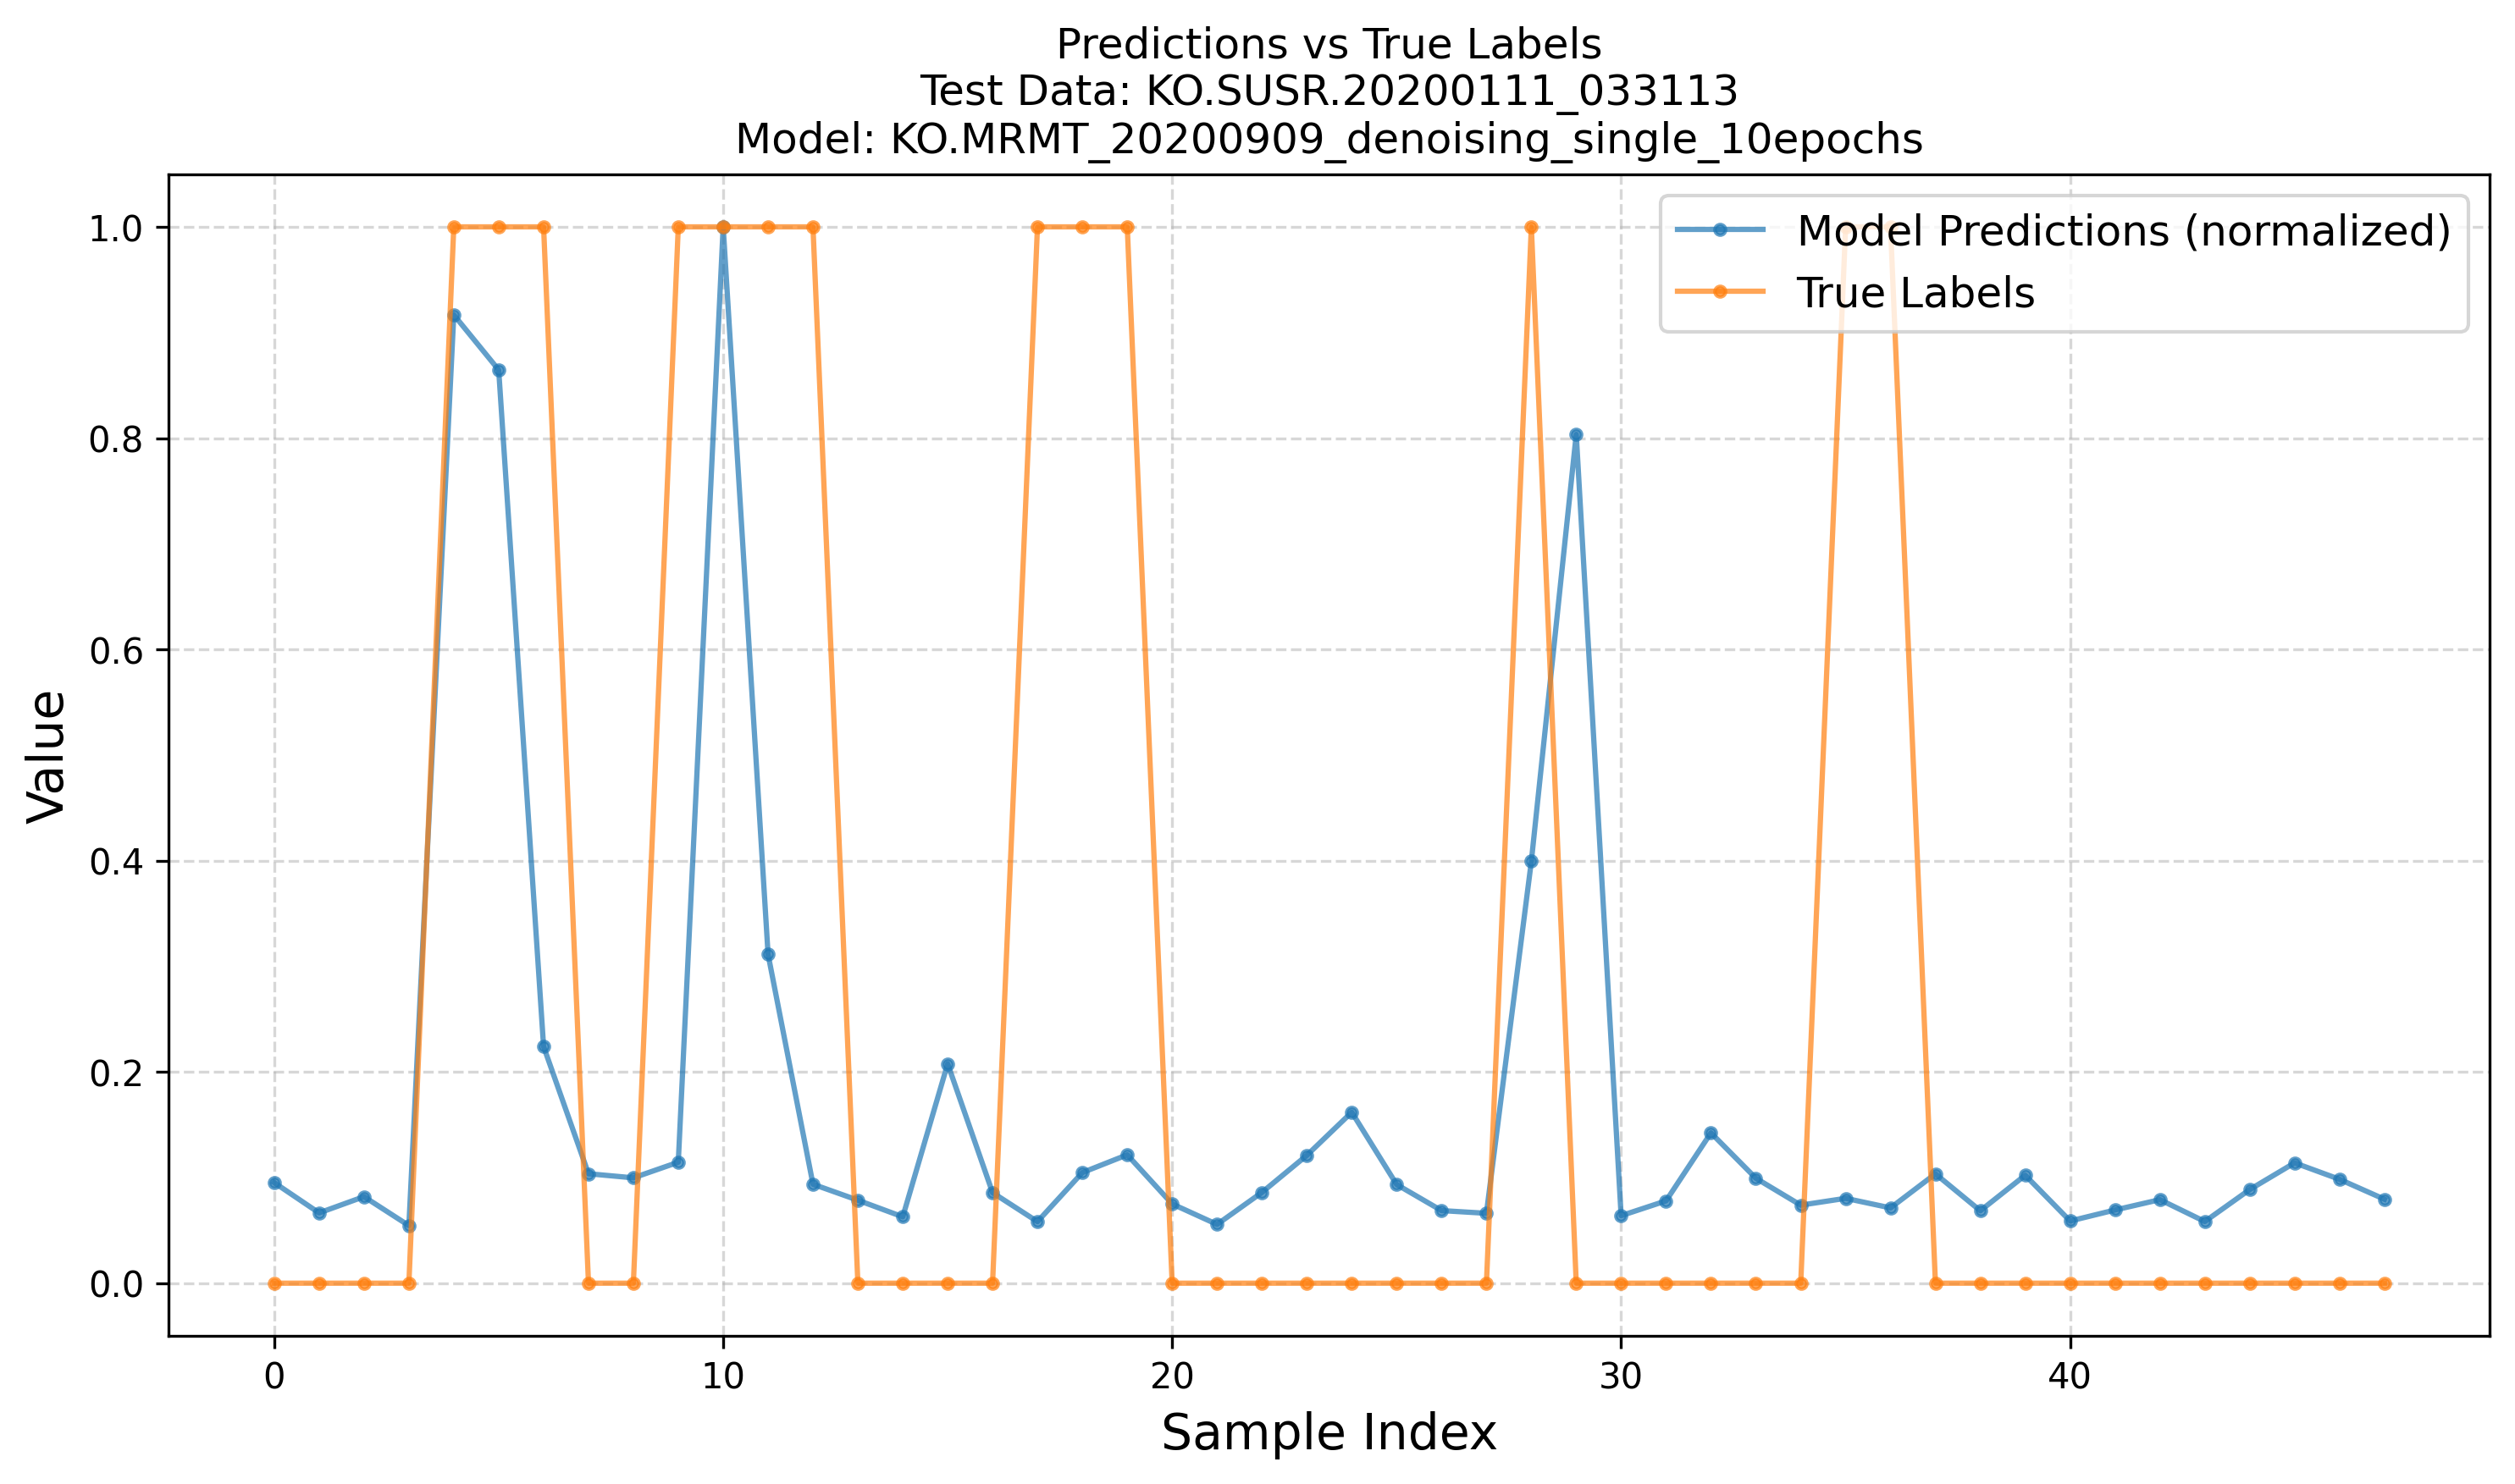 Predictions vs True Labels
Test Data: KO.SUSR.20200111_033113
Model: KO.MRMT_20200909_denoising_single_10epochs
Model Predictions (normalized)
True Labels
Value
1.0
0.8
0.6
0.4
0.2
0.0
0 10 20 30 40
Sample Index